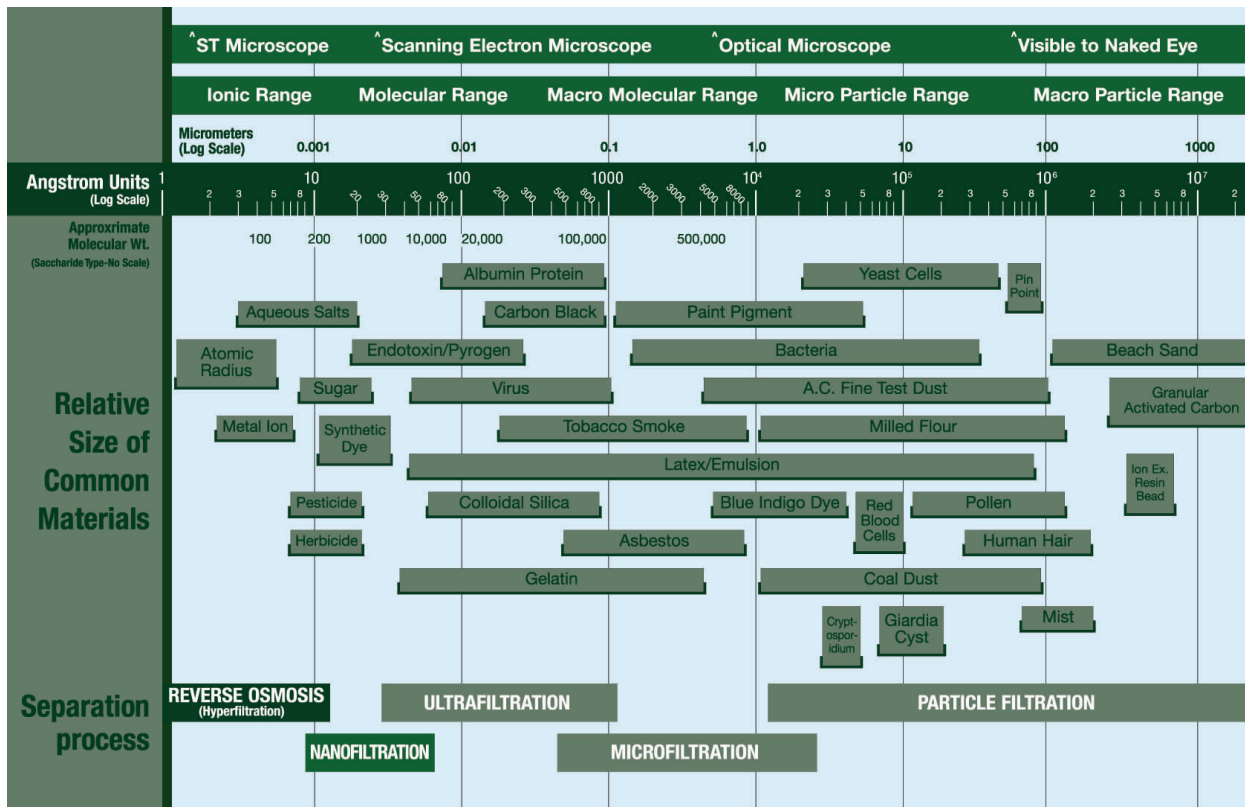 ^ST Microscope ^Scanning Electron Microscope ^Optical Microscope ^Visible to Naked Eye
Ionic Range Molecular Range Macro Molecular Range Micro Particle Range Macro Particle Range
Micrometers
(Log Scale) 0.001 0.01 0.1 1.0 10 100 1000
Angstrom Units
(Log Scale)
1 10 100 1000 10⁴ 10⁵ 10⁶ 10⁷
2 3 5 8 20 30 50 80 200 300 500 800 2000 3000 5000 8000 2 3 5 8 2 3 5 8 2 3 5 8 2
Approximate
Molecular Wt.
(Saccharide Type-No Scale)
100 200 1000 10,000 20,000 100,000 500,000
Relative
Size of
Common
Materials
Albumin Protein Yeast Cells
Pin
Point
Aqueous Salts Carbon Black Paint Pigment
Atomic
Radius
Endotoxin/Pyrogen Bacteria Beach Sand
Sugar Virus A.C. Fine Test Dust
Granular
Activated Carbon
Metal Ion
Synthetic
Dye
Tobacco Smoke Milled Flour
Latex/Emulsion
Ion Ex.
Resin
Bead
Pesticide Colloidal Silica Blue Indigo Dye
Red
Blood
Cells
Pollen
Herbicide Asbestos Human Hair
Gelatin Coal Dust
Crypt-
ospor-
idium
Giardia
Cyst
Mist
Separation
process
REVERSE OSMOSIS
(Hyperfiltration)
ULTRAFILTRATION PARTICLE FILTRATION
NANOFILTRATION MICROFILTRATION